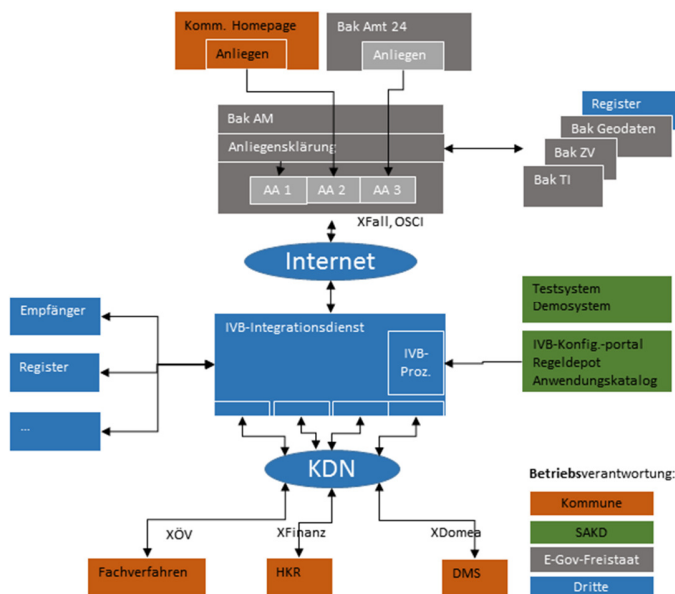 Komm. Homepage
Anliegen
Bak Amt 24
Anliegen
Bak AM
Anliegensklärung
AA 1
AA 2
AA 3
Register
Bak Geodaten
Bak ZV
Bak TI
XFall, OSCI
Internet
Empfänger
Register
...
IVB-Integrationsdienst
IVB-
Proz.
Testsystem
Demosystem
IVB-Konfig.-portal
Regeldepot
Anwendungskatalog
KDN
XÖV
XFinanz
XDomea
Fachverfahren
HKR
DMS
Betriebsverantwortung:
Kommune
SAKD
E-Gov-Freistaat
Dritte